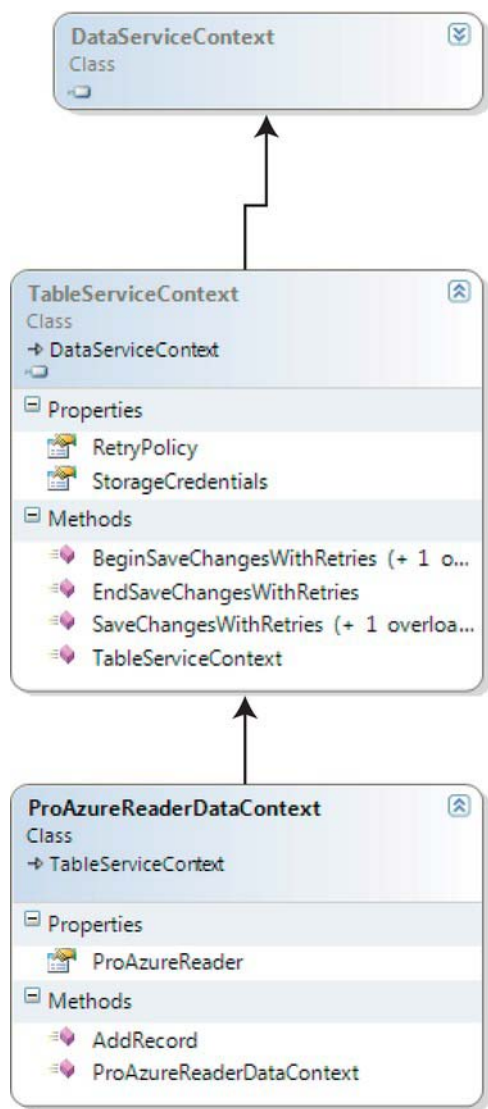 DataServiceContext
Class
TableServiceContext
Class
DataServiceContext
Properties
RetryPolicy
StorageCredentials
Methods
BeginSaveChangesWithRetries (+ 1 o...
EndSaveChangesWithRetries
SaveChangesWithRetries (+ 1 overloa...
TableServiceContext
ProAzureReaderDataContext
Class
TableServiceContext
Properties
ProAzureReader
Methods
AddRecord
ProAzureReaderDataContext